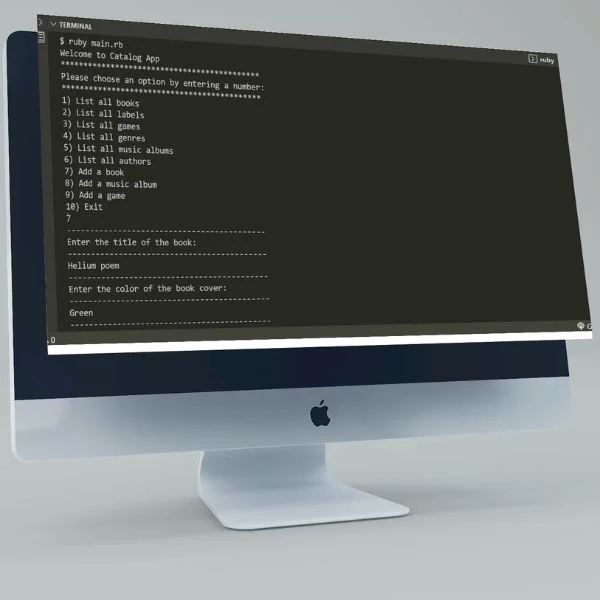 TERMINAL
ruby
$ ruby main.rb
Welcome to Catalog App
*******************************************
Please choose an option by entering a number:
*******************************************
1) List all books
2) List all labels
3) List all games
4) List all genres
5) List all music albums
6) List all authors
7) Add a book
8) Add a music album
9) Add a game
10) Exit
7
-------------------------------------------
Enter the title of the book:
-------------------------------------------
Helium poem
-------------------------------------------
Enter the color of the book cover:
-------------------------------------------
Green
-------------------------------------------
0
G